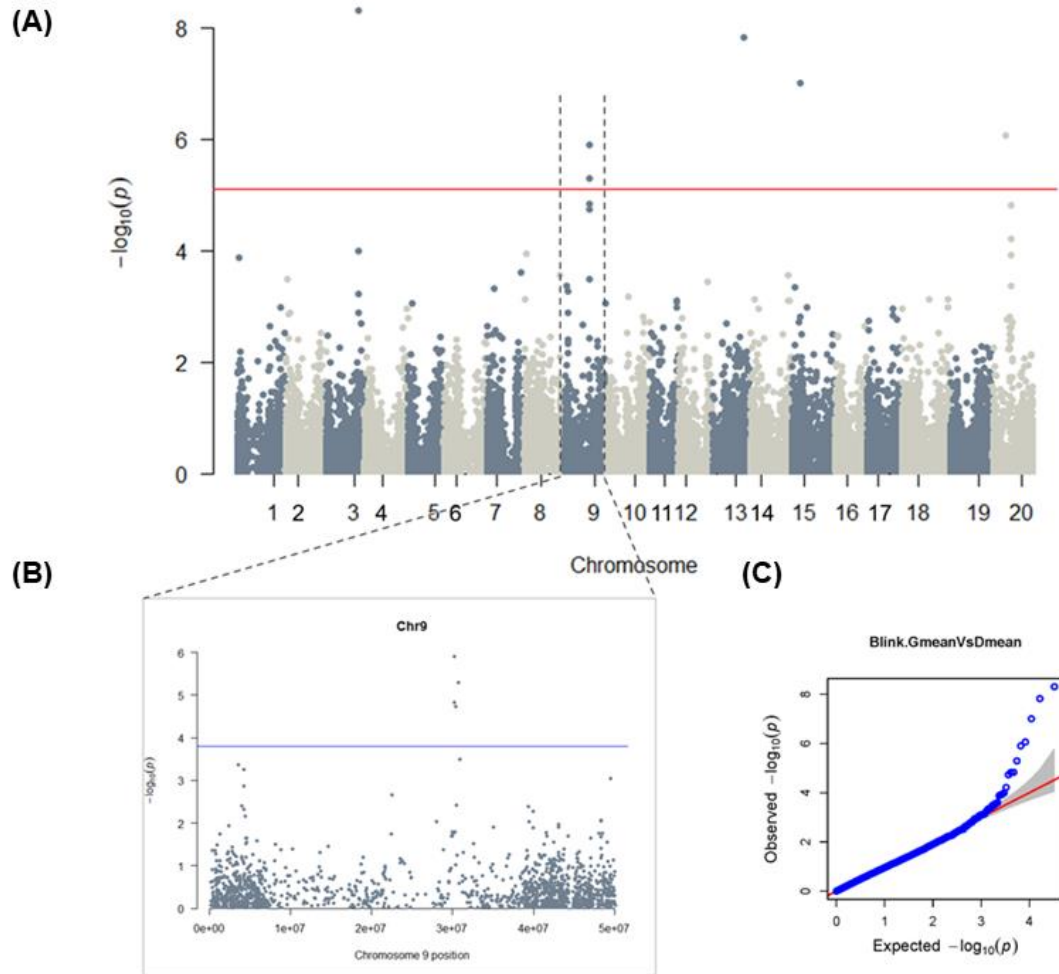 (A)
8
6
4
2
0
−log10(p)
1 2 3 4 5 6 7 8 9 10 11 12 13 14 15 16 17 18 19 20
Chromosome
(B)
Chr9
6
5
4
3
2
1
0
−log10(p)
0e+00 1e+07 2e+07 3e+07 4e+07 5e+07
Chromosome 9 position
(C)
Blink.GmeanVsDmean
8
6
4
2
0
Observed −log10(p)
0 1 2 3 4
Expected −log10(p)